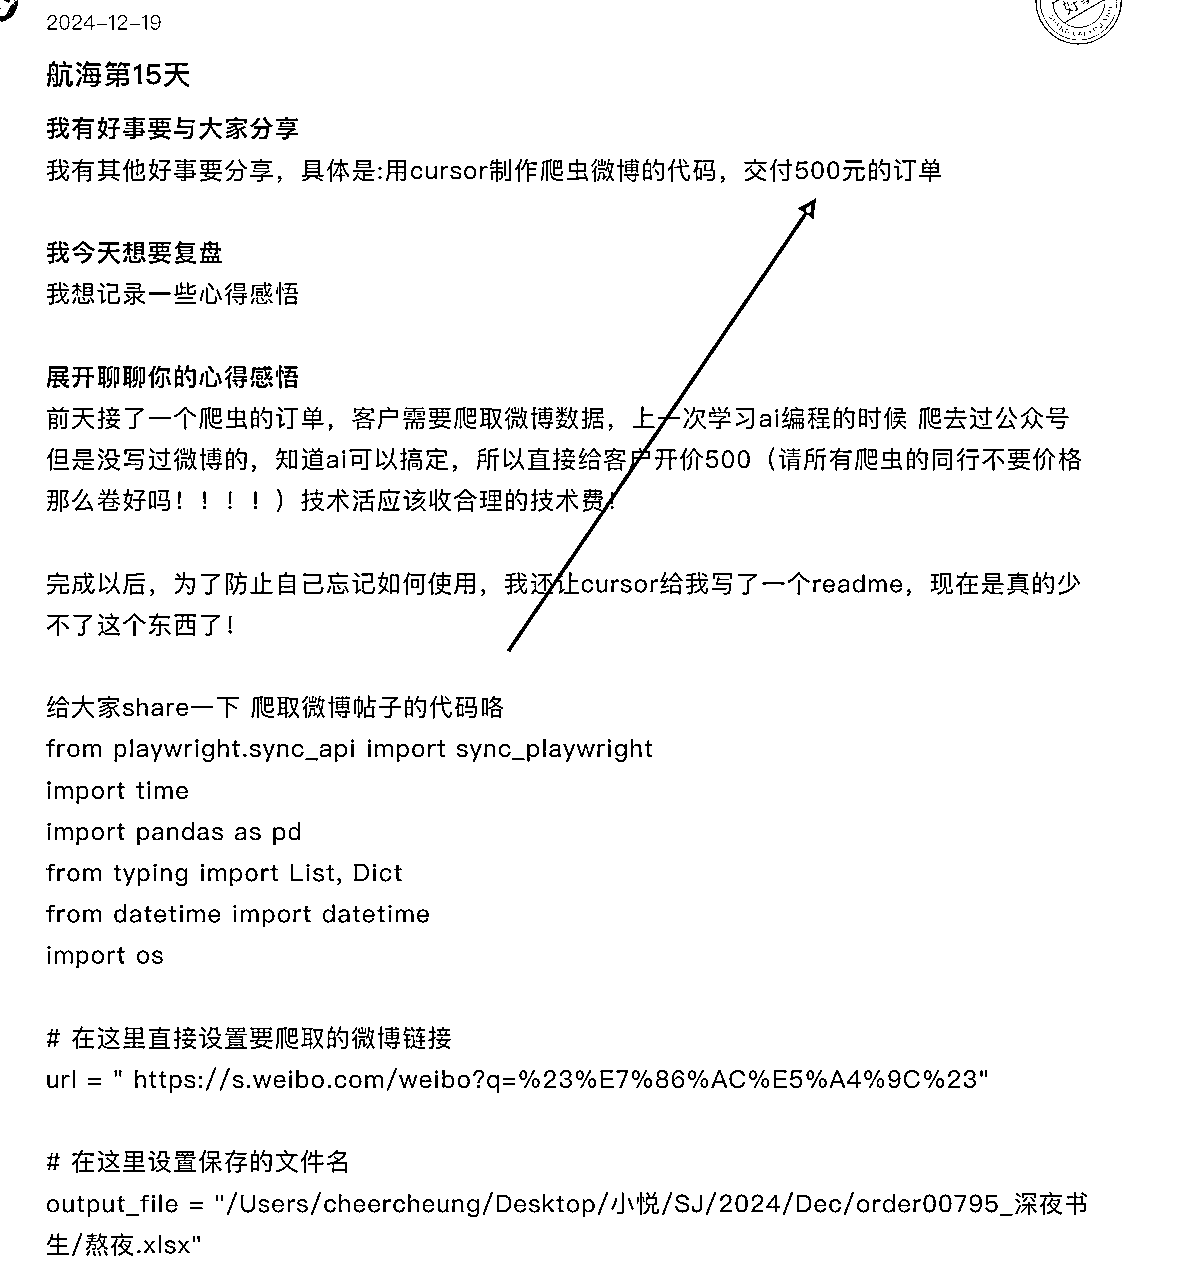 2024-12-19
航海第15天
我有好事要与大家分享
我有其他好事要分享，具体是:用cursor制作爬虫微博的代码，交付500元的订单
我今天想要复盘
我想记录一些心得感悟
展开聊聊你的心得感悟
前天接了一个爬虫的订单，客户需要爬取微博数据，上一次学习ai编程的时候 爬去过公众号
但是没写过微博的，知道ai可以搞定，所以直接给客户开价500（请所有爬虫的同行不要价格
那么卷好吗！！！！）技术活应该收合理的技术费！
完成以后，为了防止自己忘记如何使用，我还让cursor给我写了一个readme，现在是真的少
不了这个东西了！
给大家share一下 爬取微博帖子的代码咯
from playwright.sync_api import sync_playwright
import time
import pandas as pd
from typing import List, Dict
from datetime import datetime
import os
# 在这里直接设置要爬取的微博链接
url = " https://s.weibo.com/weibo?q=%23%E7%86%AC%E5%A4%9C%23"
# 在这里设置保存的文件名
output_file = "/Users/cheercheung/Desktop/小悦/SJ/2024/Dec/order00795_深夜书
生/熬夜.xlsx"